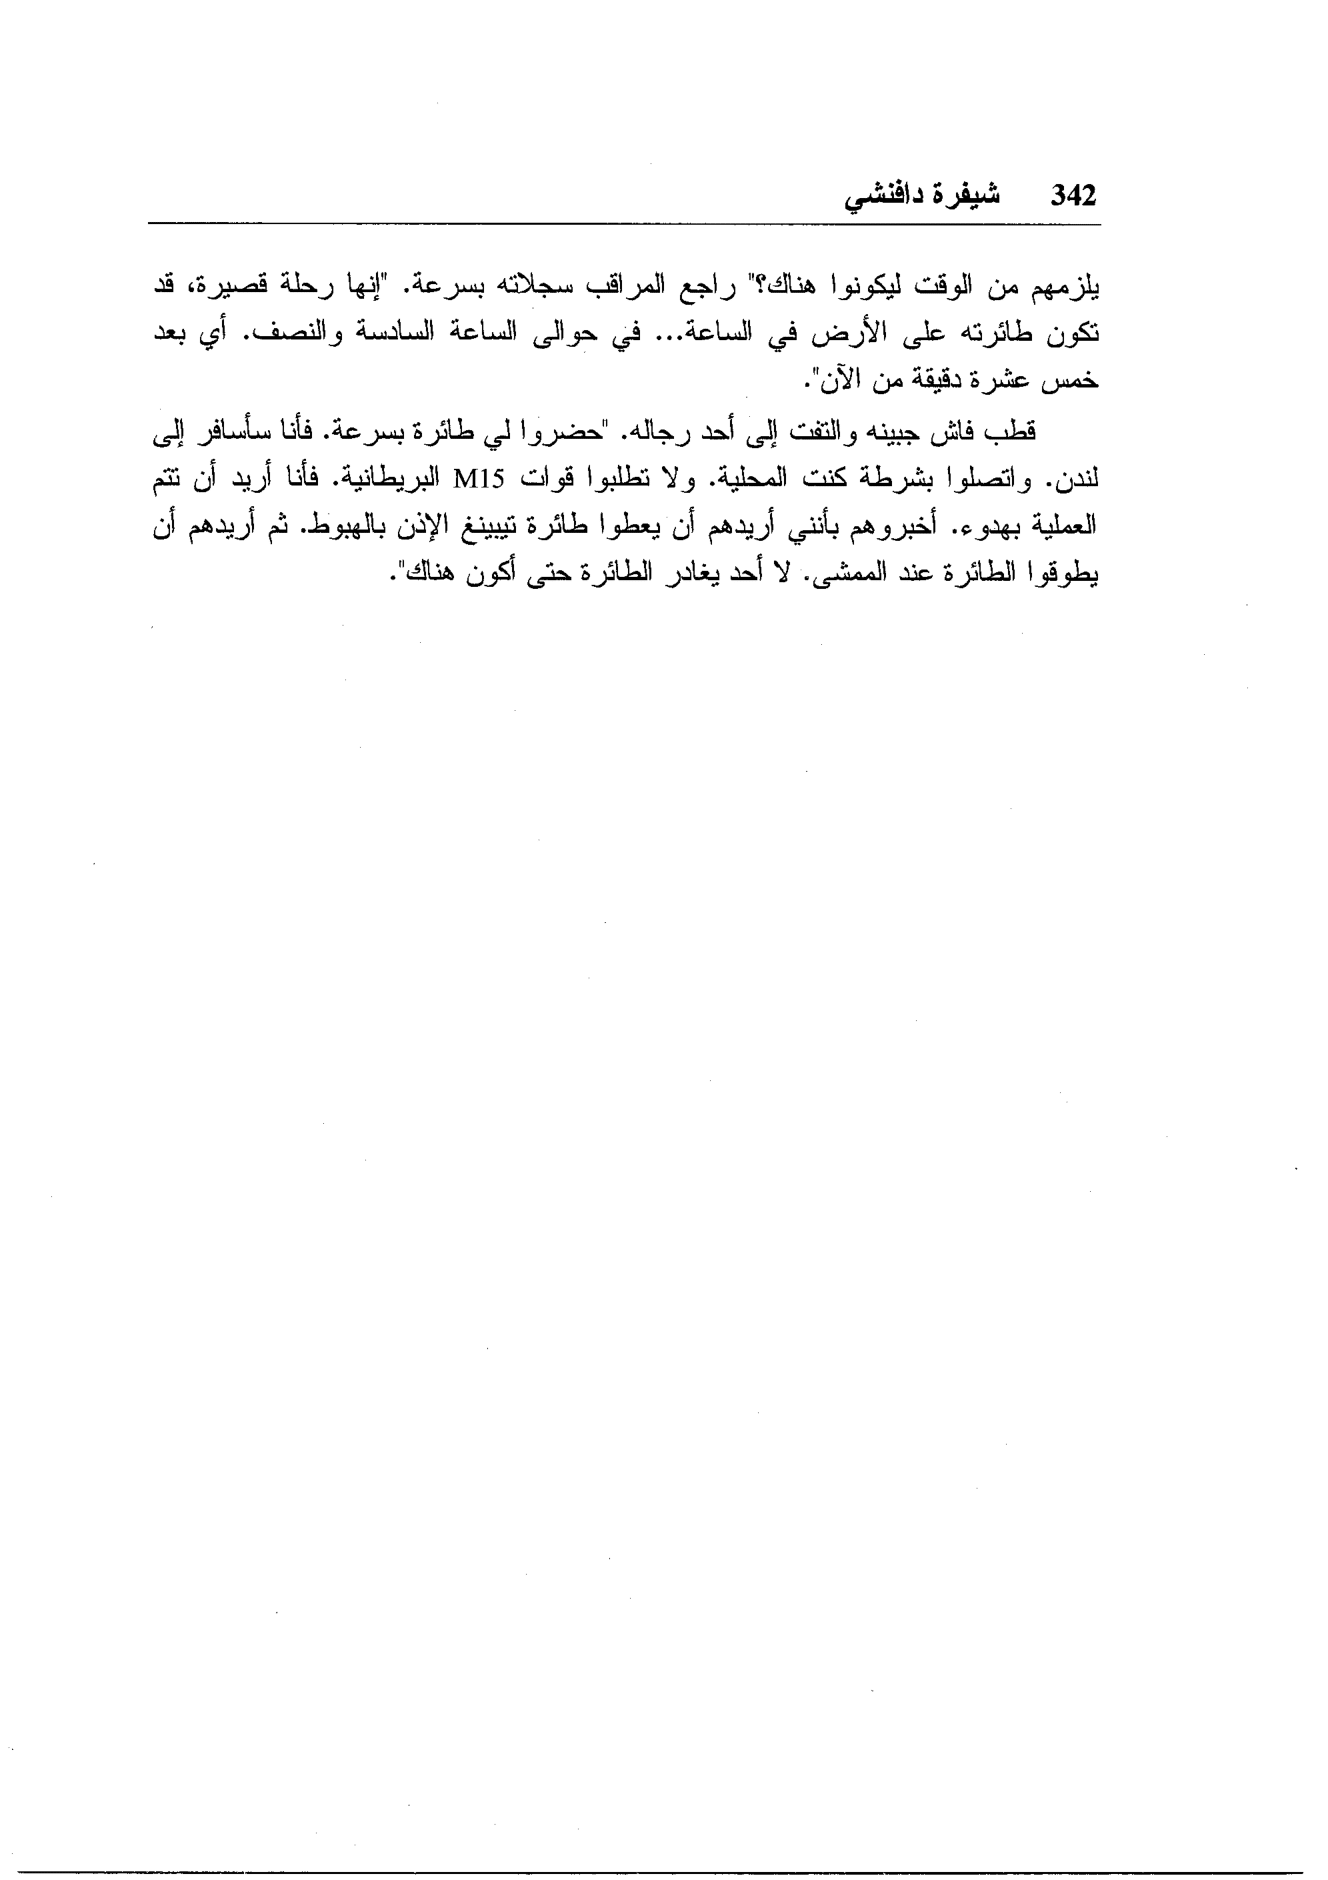 342 شيفرة دافنشي
يلزمهم من الوقت ليكونوا هناك؟" راجع المراقب سجلاته بسرعة. "إنها رحلة قصيرة، قد
تكون طائرته على الأرض في الساعة... في حوالى الساعة السادسة والنصف. أي بعد
خمس عشرة دقيقة من الآن".
قطب فاش جبينه والتفت إلى أحد رجاله. "حضروا لي طائرة بسرعة. فأنا سأسافر إلى
لندن. واتصلوا بشرطة كنت المحلية. ولا تطلبوا قوات M15 البريطانية. فأنا أريد أن تتم
العملية بهدوء. أخبروهم بأنني أريدهم أن يعطوا طائرة تيبينغ الإذن بالهبوط. ثم أريدهم أن
يطوقوا الطائرة عند الممشى. لا أحد يغادر الطائرة حتى أكون هناك".